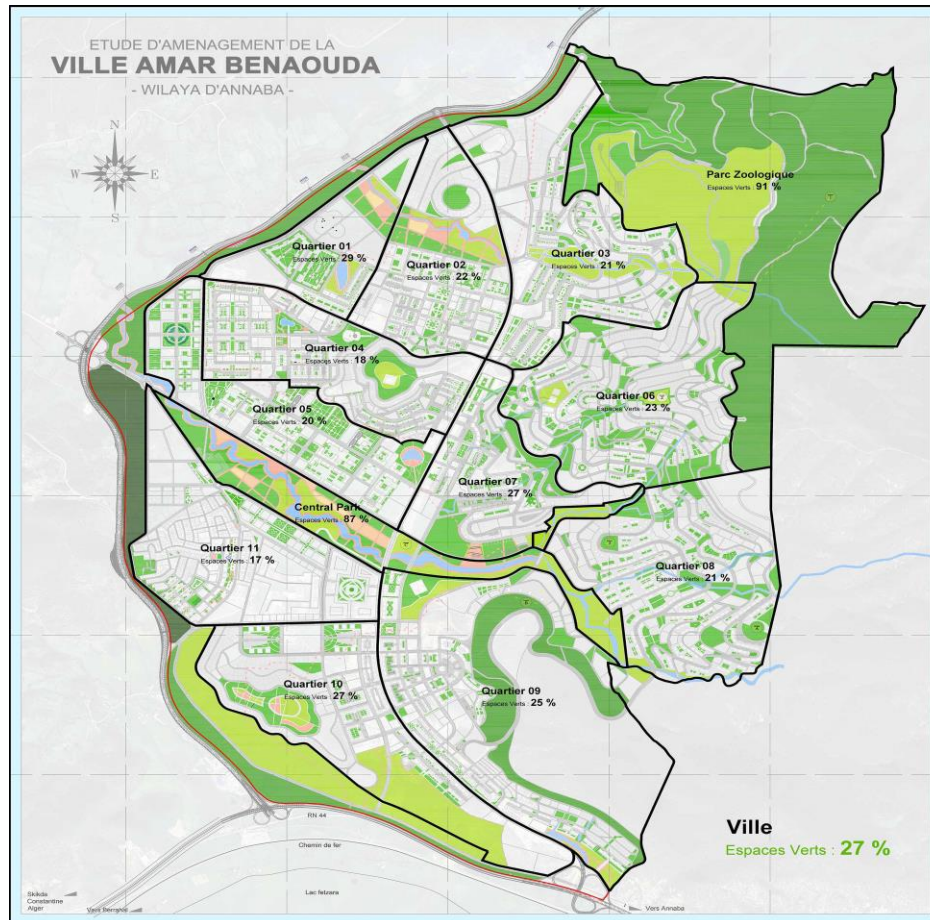 ETUDE D'AMENAGEMENT DE LA
VILLE AMAR BENAOUDA
- WILAYA D'ANNABA -
N
W
E
S
Parc Zoologique
Espaces Verts : 91 %
Quartier 01
Espaces Verts : 29 %
Quartier 02
Espaces Verts : 22 %
Quartier 03
Espaces Verts : 21 %
Quartier 04
Espaces Verts : 18 %
Quartier 05
Espaces Verts : 20 %
Quartier 06
Espaces Verts : 23 %
Quartier 07
Espaces Verts : 27 %
Central Park
Espaces Verts : 87 %
Quartier 11
Espaces Verts : 17 %
Quartier 08
Espaces Verts : 21 %
Quartier 10
Espaces Verts : 27 %
Quartier 09
Espaces Verts : 25 %
Ville
Espaces Verts : 27 %
RN 44
Chemin de fer
Lac fetzara
Skikda
Constantine
Alger
Vers Berrahal
Vers Annaba